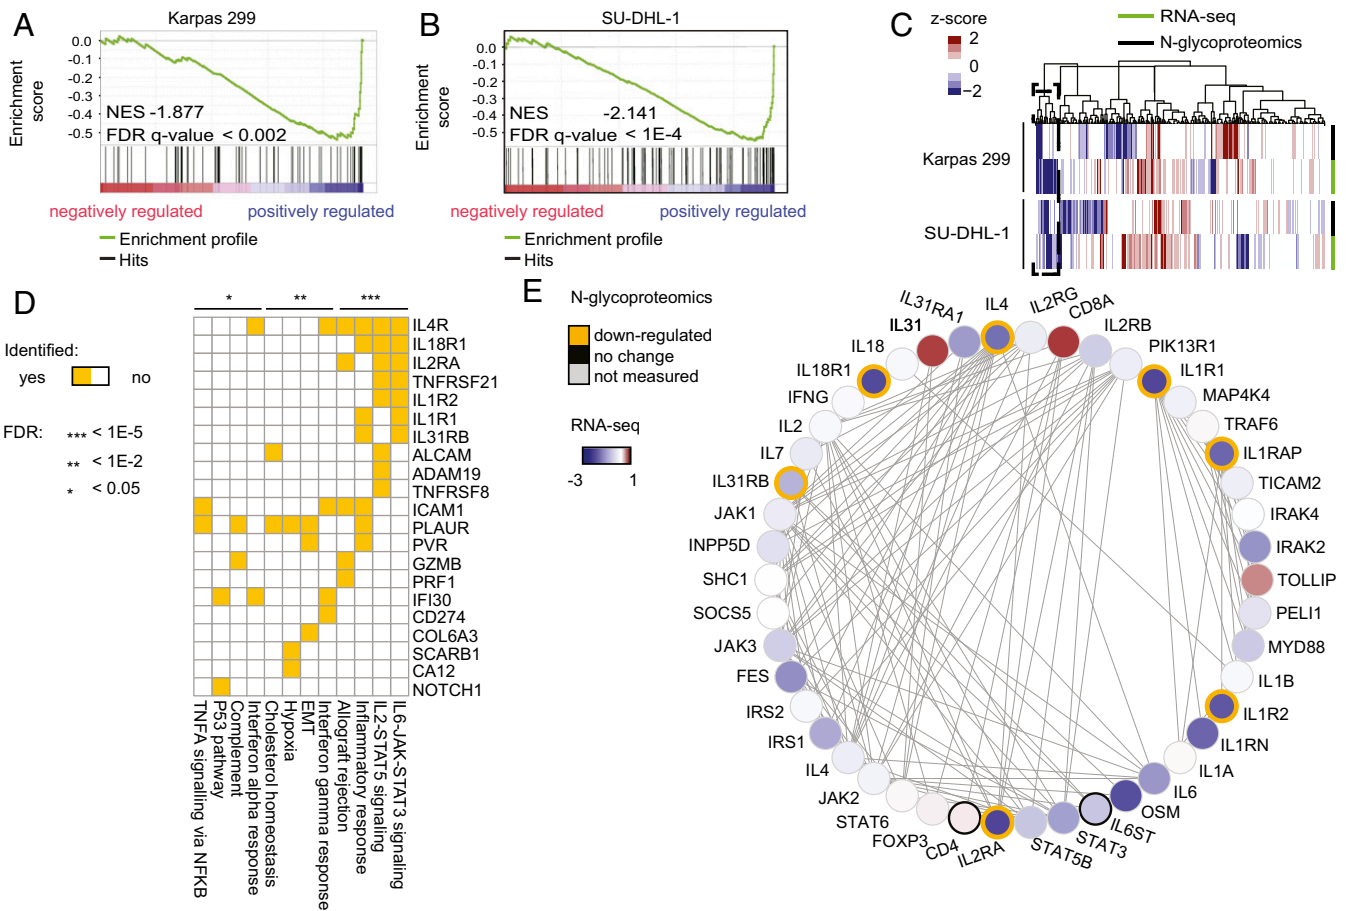 A
Karpas 299
Enrichment score
0.0
-0.1
-0.2
-0.3
-0.4
-0.5
NES -1.877
FDR q-value < 0.002
negatively regulated
positively regulated
Enrichment profile
Hits
B
SU-DHL-1
Enrichment score
0.0
-0.1
-0.2
-0.3
-0.4
-0.5
NES -2.141
FDR q-value < 1E-4
negatively regulated
positively regulated
Enrichment profile
Hits
C
z-score
2
0
−2
RNA-seq
N-glycoproteomics
Karpas 299
SU-DHL-1
D
Identified:
yes no
FDR:
*** < 1E-5
** < 1E-2
* < 0.05
* ** ***
IL4R
IL18R1
IL2RA
TNFRSF21
IL1R2
IL1R1
IL31RB
ALCAM
ADAM19
TNFRSF8
ICAM1
PLAUR
PVR
GZMB
PRF1
IFI30
CD274
COL6A3
SCARB1
CA12
NOTCH1
TNFA signalling via NFKB
P53 pathway
Complement
Interferon alpha response
Cholesterol homeostasis
Hypoxia
EMT
Interferon gamma response
Allograft rejection
Inflammatory response
IL2-STAT5 signaling
IL6-JAK-STAT3 signaling
E
N-glycoproteomics
down-regulated
no change
not measured
RNA-seq
-3 1
IL4
IL2RG
CD8A
IL2RB
PIK13R1
IL1R1
MAP4K4
TRAF6
IL1RAP
TICAM2
IRAK4
IRAK2
TOLLIP
PELI1
MYD88
IL1B
IL1R2
IL1RN
IL1A
IL6
OSM
IL6ST
STAT3
STAT5B
IL2RA
CD4
FOXP3
STAT6
JAK2
IL4
IRS1
IRS2
FES
JAK3
SOCS5
SHC1
INPP5D
JAK1
IL31RB
IL7
IL2
IFNG
IL18R1
IL18
IL31
IL31RA1